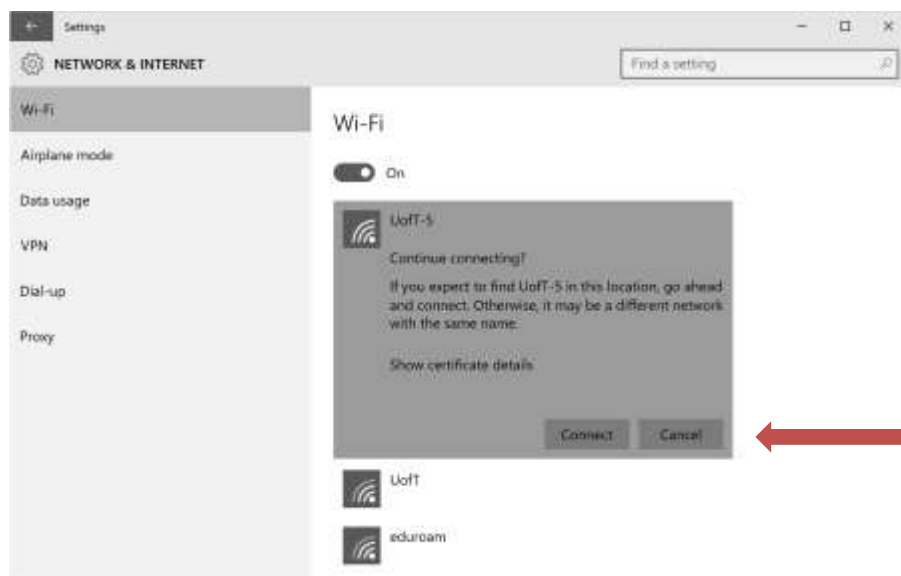 Settings
NETWORK & INTERNET
Find a setting
Wi-Fi
Airplane mode
Data usage
VPN
Dial-up
Proxy
Wi-Fi
On
UofT-5
Continue connecting?
If you expect to find UofT-5 in this location, go ahead
and connect. Otherwise, it may be a different network
with the same name.
Show certificate details
Connect Cancel
UofT
eduroam